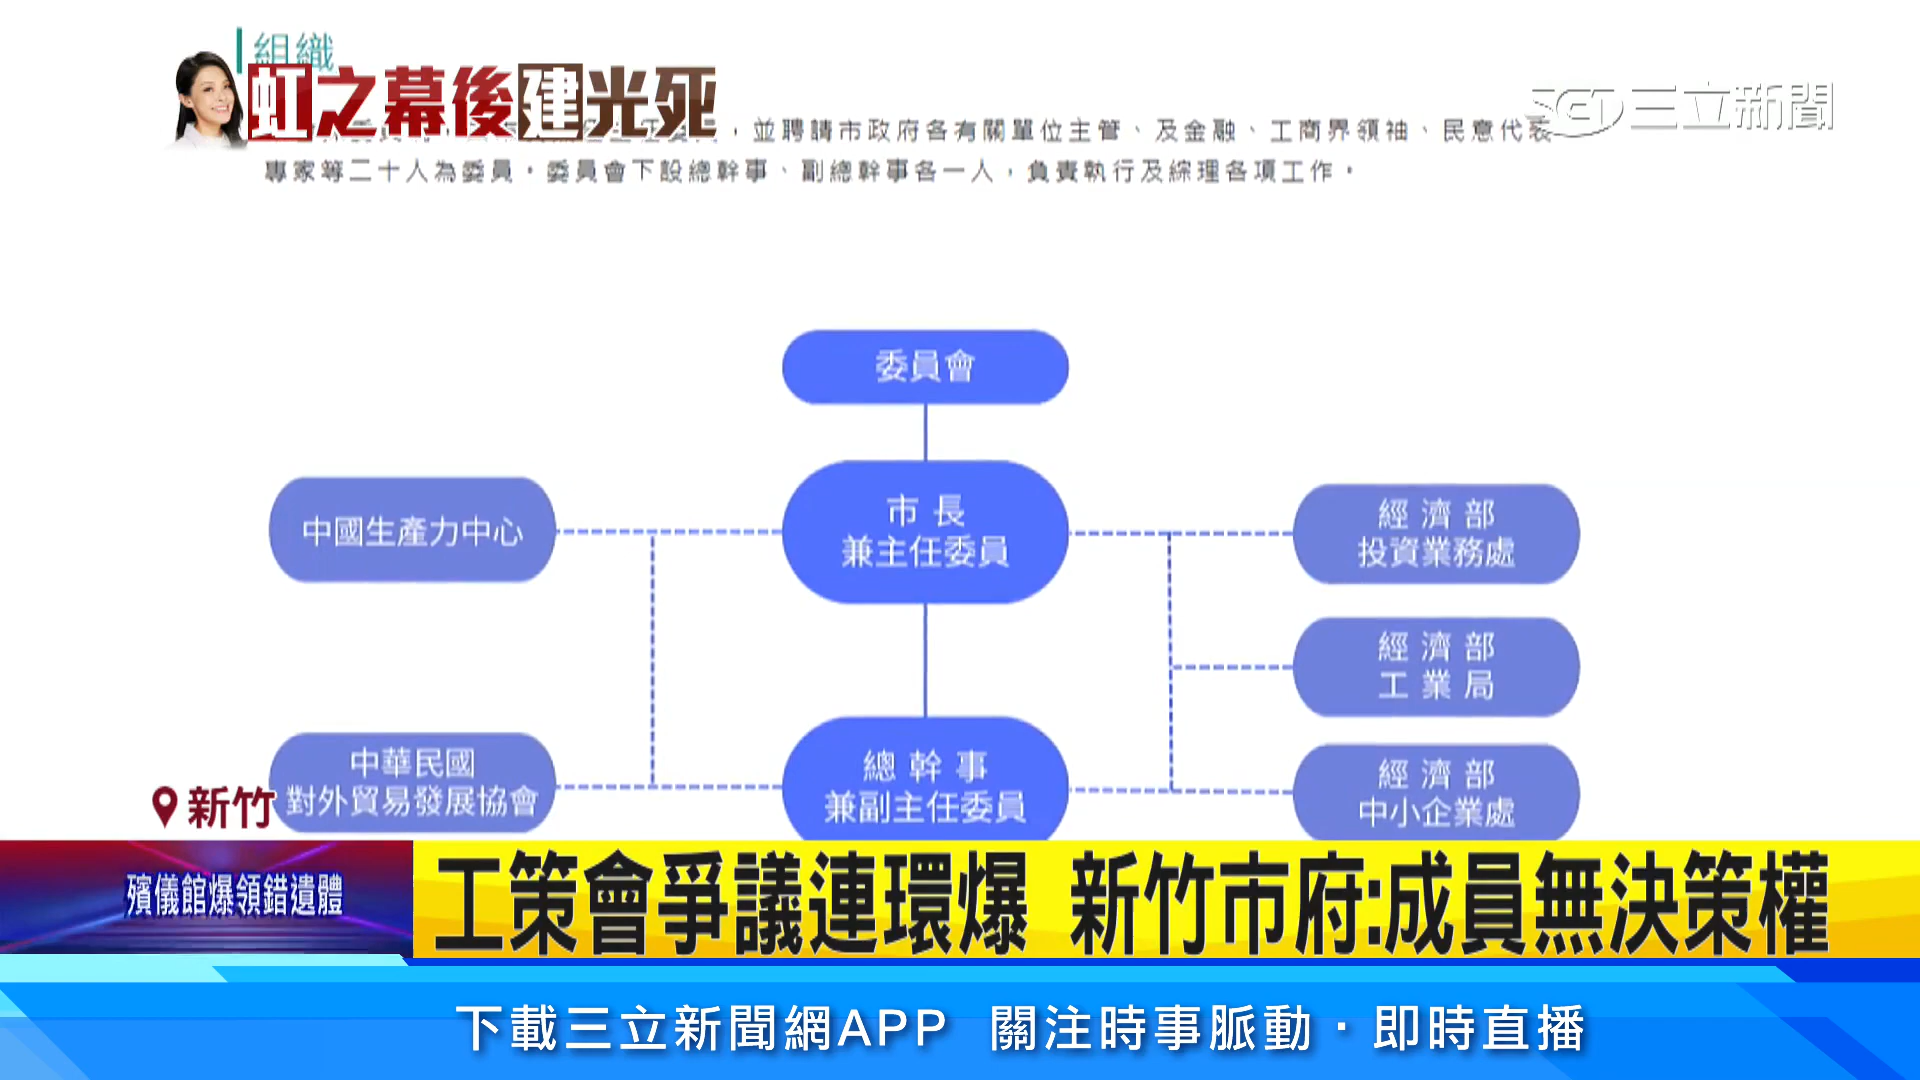 組織
虹之幕後建光死
SET三立新聞
，並聘請市政府各有關單位主管、及金融、工商界領袖、民意代表
專家等二十人為委員。委員會下設總幹事、副總幹事各一人，負責執行及綜理各項工作。
委員會
中國生產力中心
市長
兼主任委員
經濟部
投資業務處
經濟部
工業局
中華民國
對外貿易發展協會
總幹事
兼副主任委員
經濟部
中小企業處
新竹
殯儀館爆領錯遺體
工策會爭議連環爆 新竹市府:成員無決策權
下載三立新聞網APP 關注時事脈動·即時直播